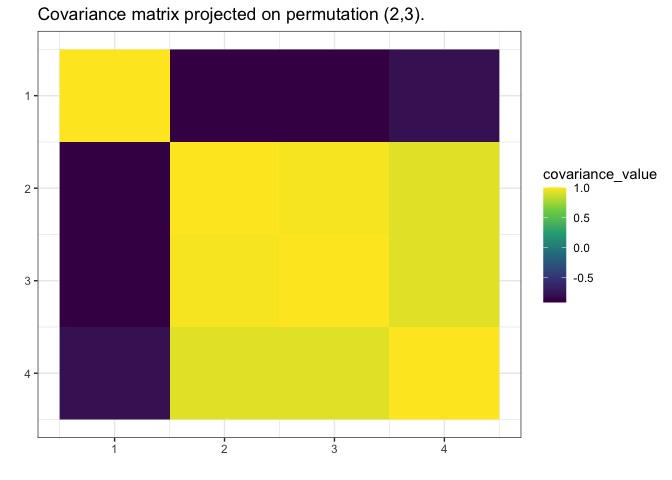 Covariance matrix projected on permutation (2,3).
covariance_value
1.0
0.5
0.0
-0.5
1
2
3
4
1 2 3 4